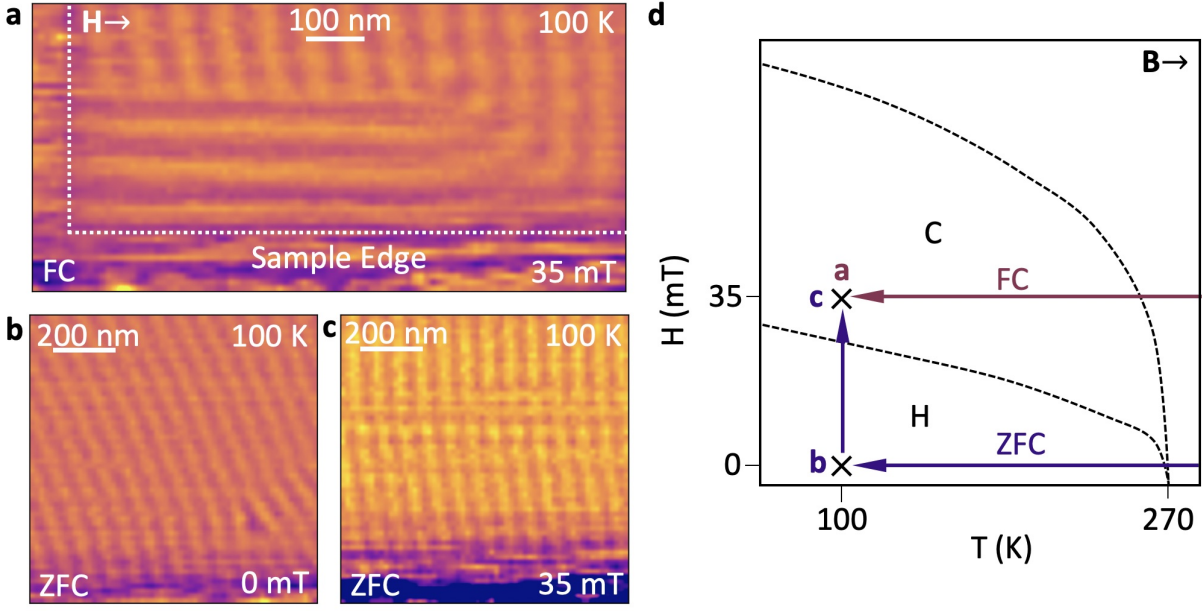 a
H→
100 nm
100 K
Sample Edge
FC
35 mT
b
200 nm
100 K
ZFC
0 mT
c
200 nm
100 K
ZFC
35 mT
d
B→
C
a
c
FC
35
H (mT)
H
ZFC
0
b
100
270
T (K)